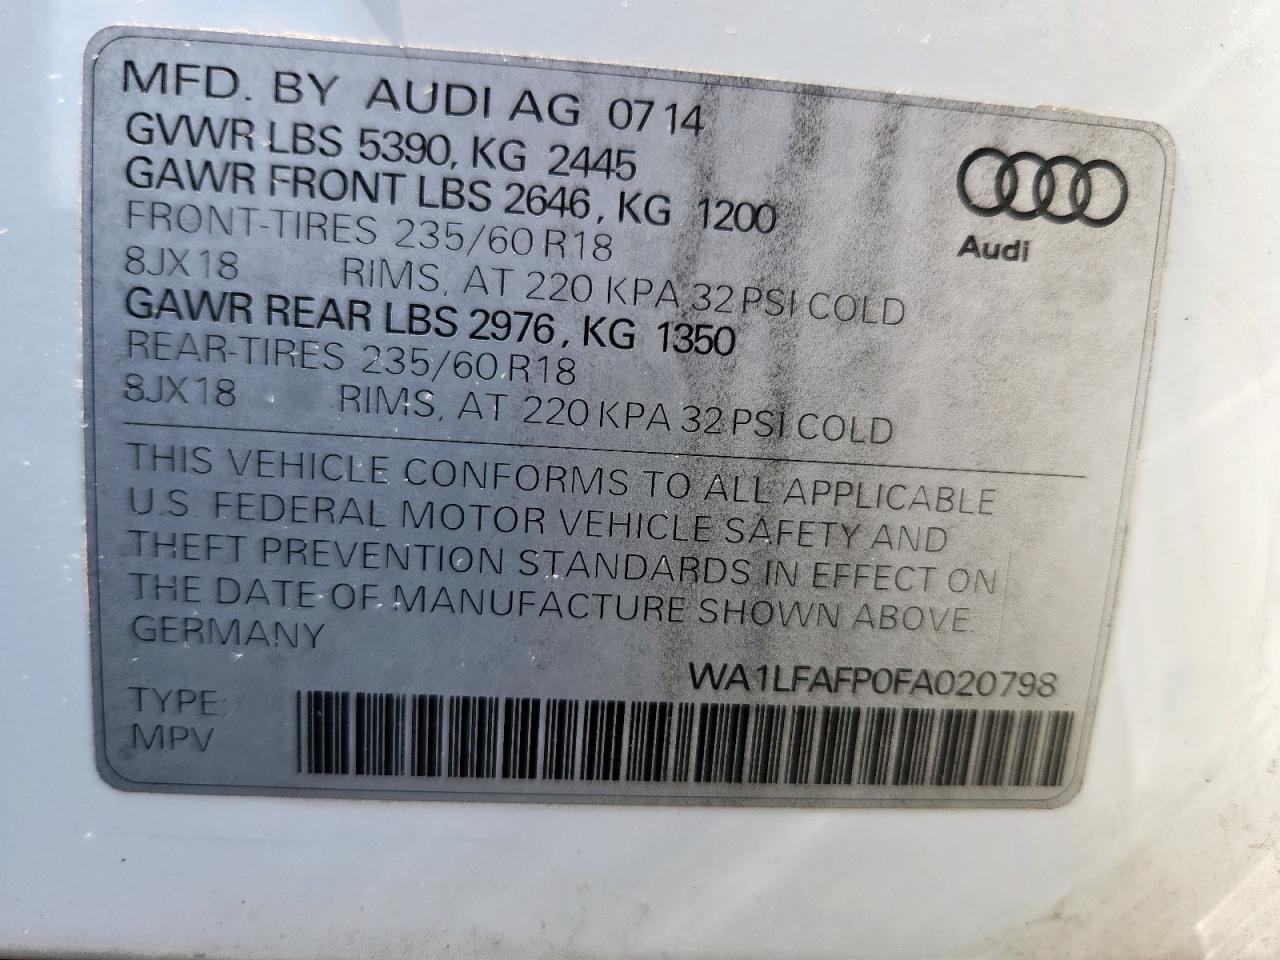 MFD. BY AUDI AG 0714
GVWR LBS 5390, KG 2445
GAWR FRONT LBS 2646, KG 1200
FRONT-TIRES 235/60 R18
8JX18 RIMS, AT 220 KPA 32 PSI COLD
GAWR REAR LBS 2976, KG 1350
REAR-TIRES 235/60 R18
8JX18 RIMS, AT 220 KPA 32 PSI COLD
Audi
THIS VEHICLE CONFORMS TO ALL APPLICABLE
U.S. FEDERAL MOTOR VEHICLE SAFETY AND
THEFT PREVENTION STANDARDS IN EFFECT ON
THE DATE OF MANUFACTURE SHOWN ABOVE.
GERMANY
WA1LFAFP0FA020798
TYPE:
MPV